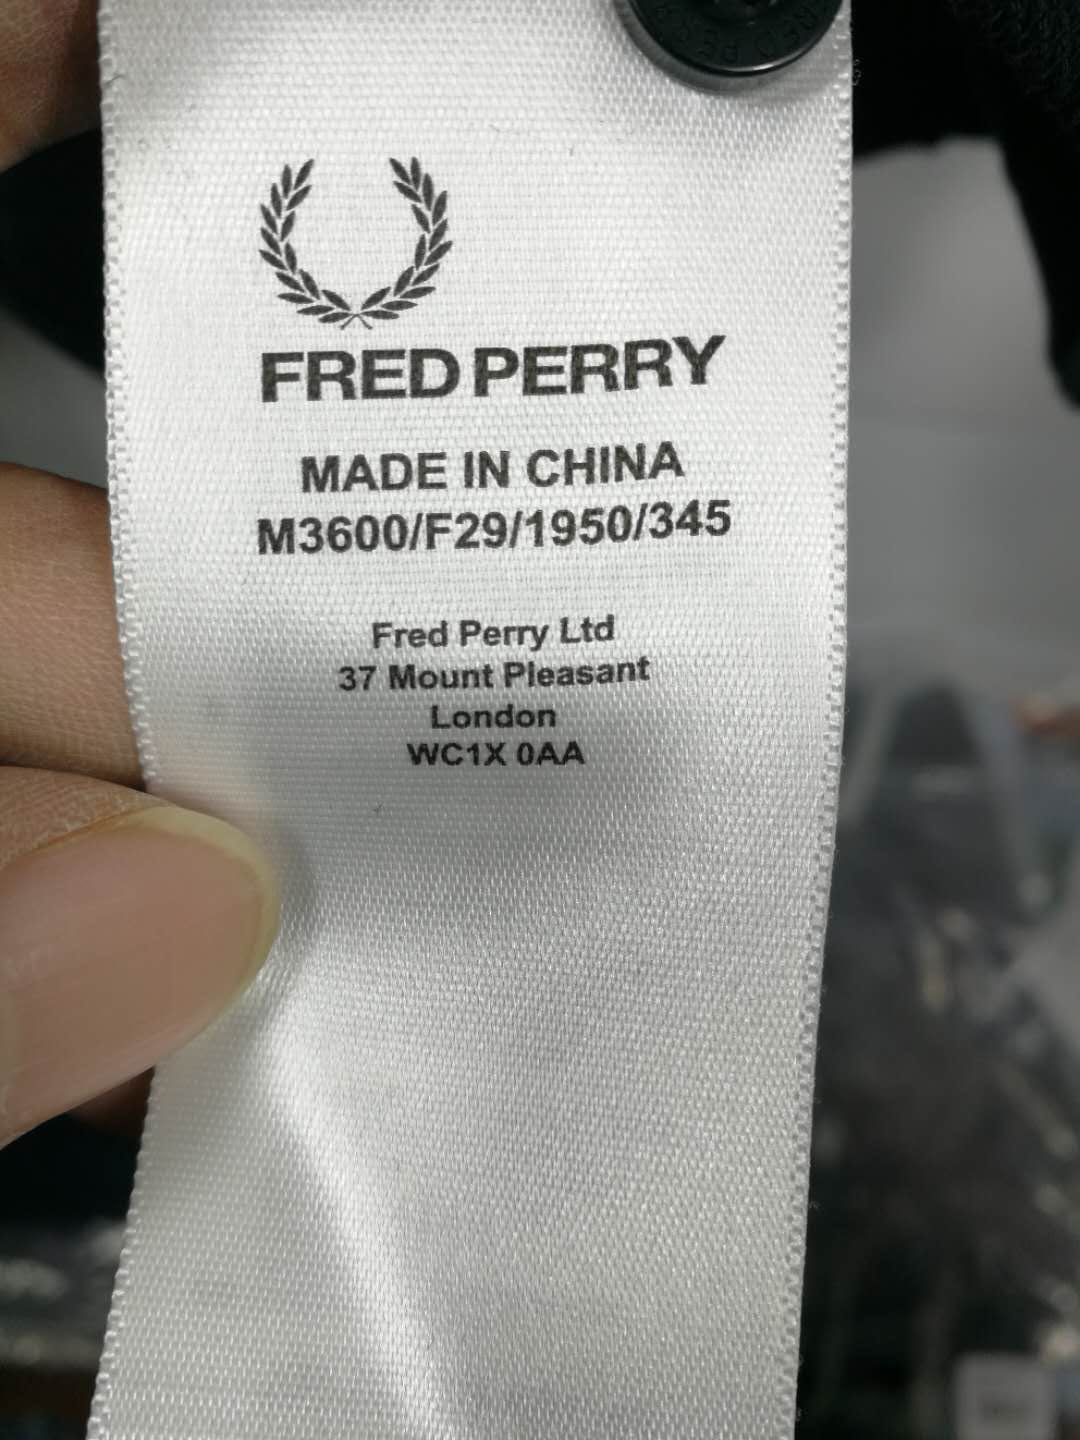 FRED PERRY
MADE IN CHINA
M3600/F29/1950/345
Fred Perry Ltd
37 Mount Pleasant
London
WC1X 0AA